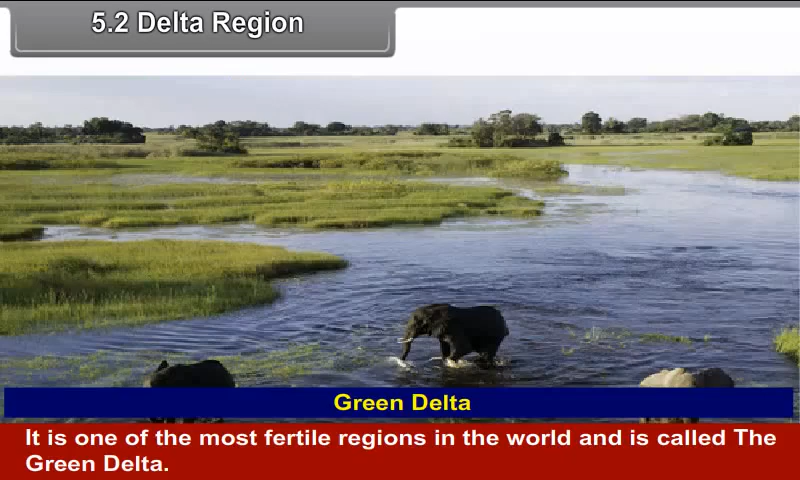 5.2 Delta Region
Green Delta
It is one of the most fertile regions in the world and is called The
Green Delta.